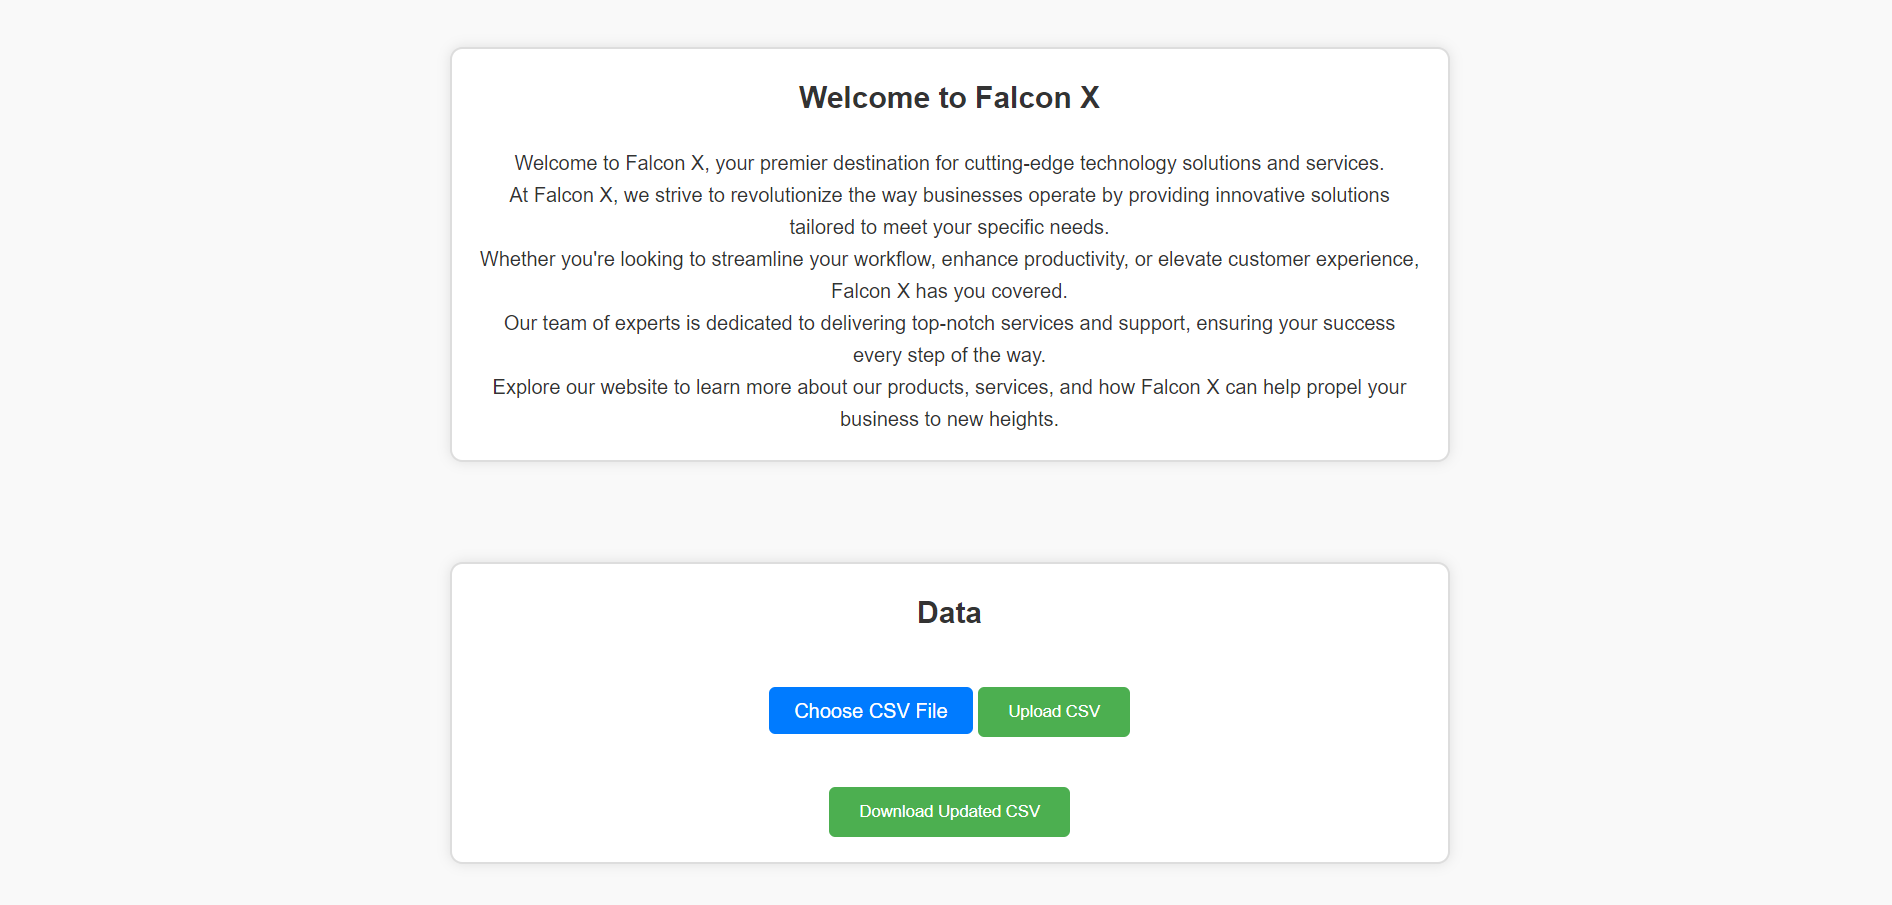 Welcome to Falcon X
Welcome to Falcon X, your premier destination for cutting-edge technology solutions and services.
At Falcon X, we strive to revolutionize the way businesses operate by providing innovative solutions
tailored to meet your specific needs.
Whether you're looking to streamline your workflow, enhance productivity, or elevate customer experience,
Falcon X has you covered.
Our team of experts is dedicated to delivering top-notch services and support, ensuring your success
every step of the way.
Explore our website to learn more about our products, services, and how Falcon X can help propel your
business to new heights.
Data
Choose CSV File
Upload CSV
Download Updated CSV